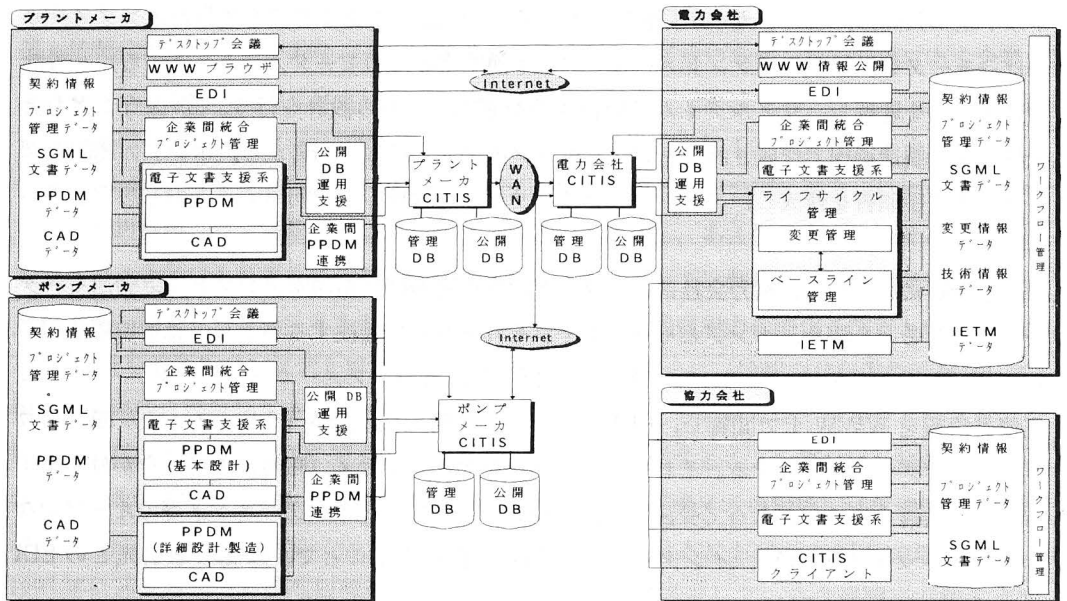 プラントメーカ
デスクトップ会議
WWW ブラウザ
EDI
契約情報
プロジェクト
管理データ
SGML
文書データ
PPDM
データ
CAD
データ
企業間統合
プロジェクト管理
電子文書支援系
PPDM
CAD
公開
DB
運用
支援
企業間
PPDM
連携
Internet
プラント
メーカ
CITIS
管理
DB
公開
DB
WAN
電力会社
CITIS
管理
DB
公開
DB
Internet
電力会社
デスクトップ会議
WWW 情報公開
EDI
企業間統合
プロジェクト管理
公開
DB
運用
支援
電子文書支援系
ライフサイクル
管理
変更管理
ベースライン
管理
IETM
契約情報
プロジェクト
管理データ
SGML
文書データ
変更情報
データ
技術情報
データ
IETM
データ
ワークフロー管理
ポンプメーカ
デスクトップ会議
EDI
契約情報
プロジェクト
管理データ
SGML
文書データ
PPDM
データ
CAD
データ
企業間統合
プロジェクト管理
電子文書支援系
PPDM
(基本設計)
CAD
PPDM
(詳細設計・製造)
CAD
公開 DB
運用
支援
企業間
PPDM
連携
ポンプ
メーカ
CITIS
管理
DB
公開
DB
協力会社
EDI
企業間統合
プロジェクト管理
電子文書支援系
CITIS
クライアント
契約情報
プロジェクト
管理データ
SGML
文書データ
ワークフロー管理